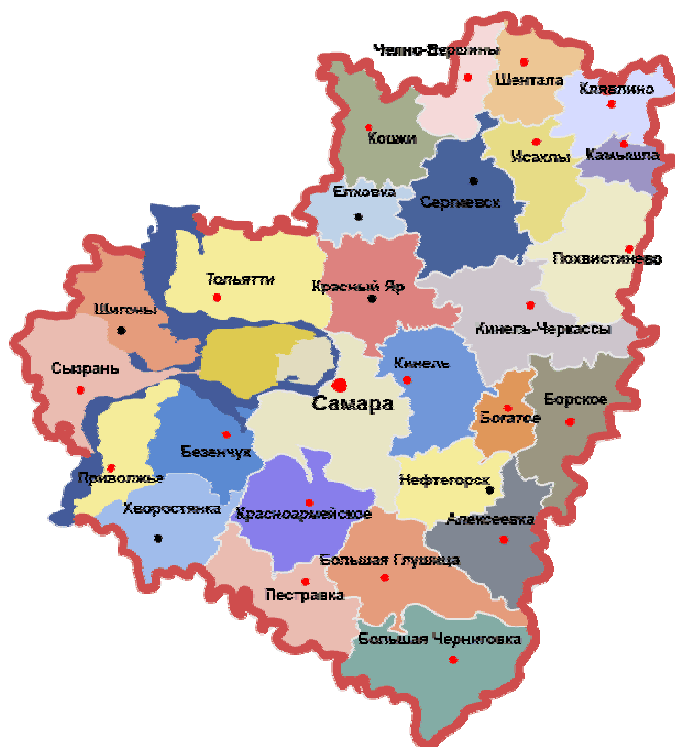 Челно-Вершины
Шентала
Клявлино
Кошки
Исаклы
Камышла
Елховка
Сергиевск
Похвистнево
Тольятти
Красный Яр
Шигоны
Кинель-Черкассы
Сызрань
Кинель
Самара
Богатое
Борское
Безенчук
Приволжье
Нефтегорск
Хворостянка
Красноармейское
Алексеевка
Большая Глушица
Пестравка
Большая Черниговка